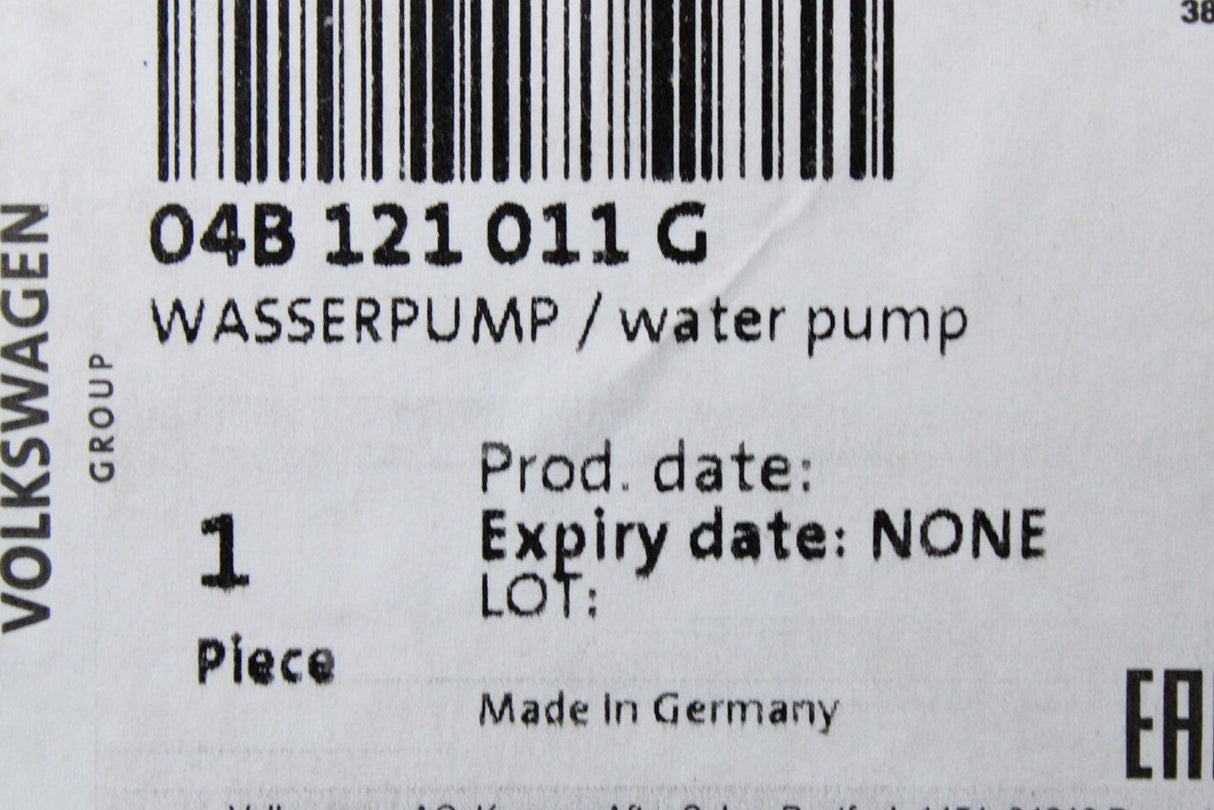 38
04B 121 011 G
WASSERPUMP / water pump
VOLKSWAGEN
GROUP
Prod. date:
Expiry date: NONE
LOT:
1
Piece
Made in Germany
EA